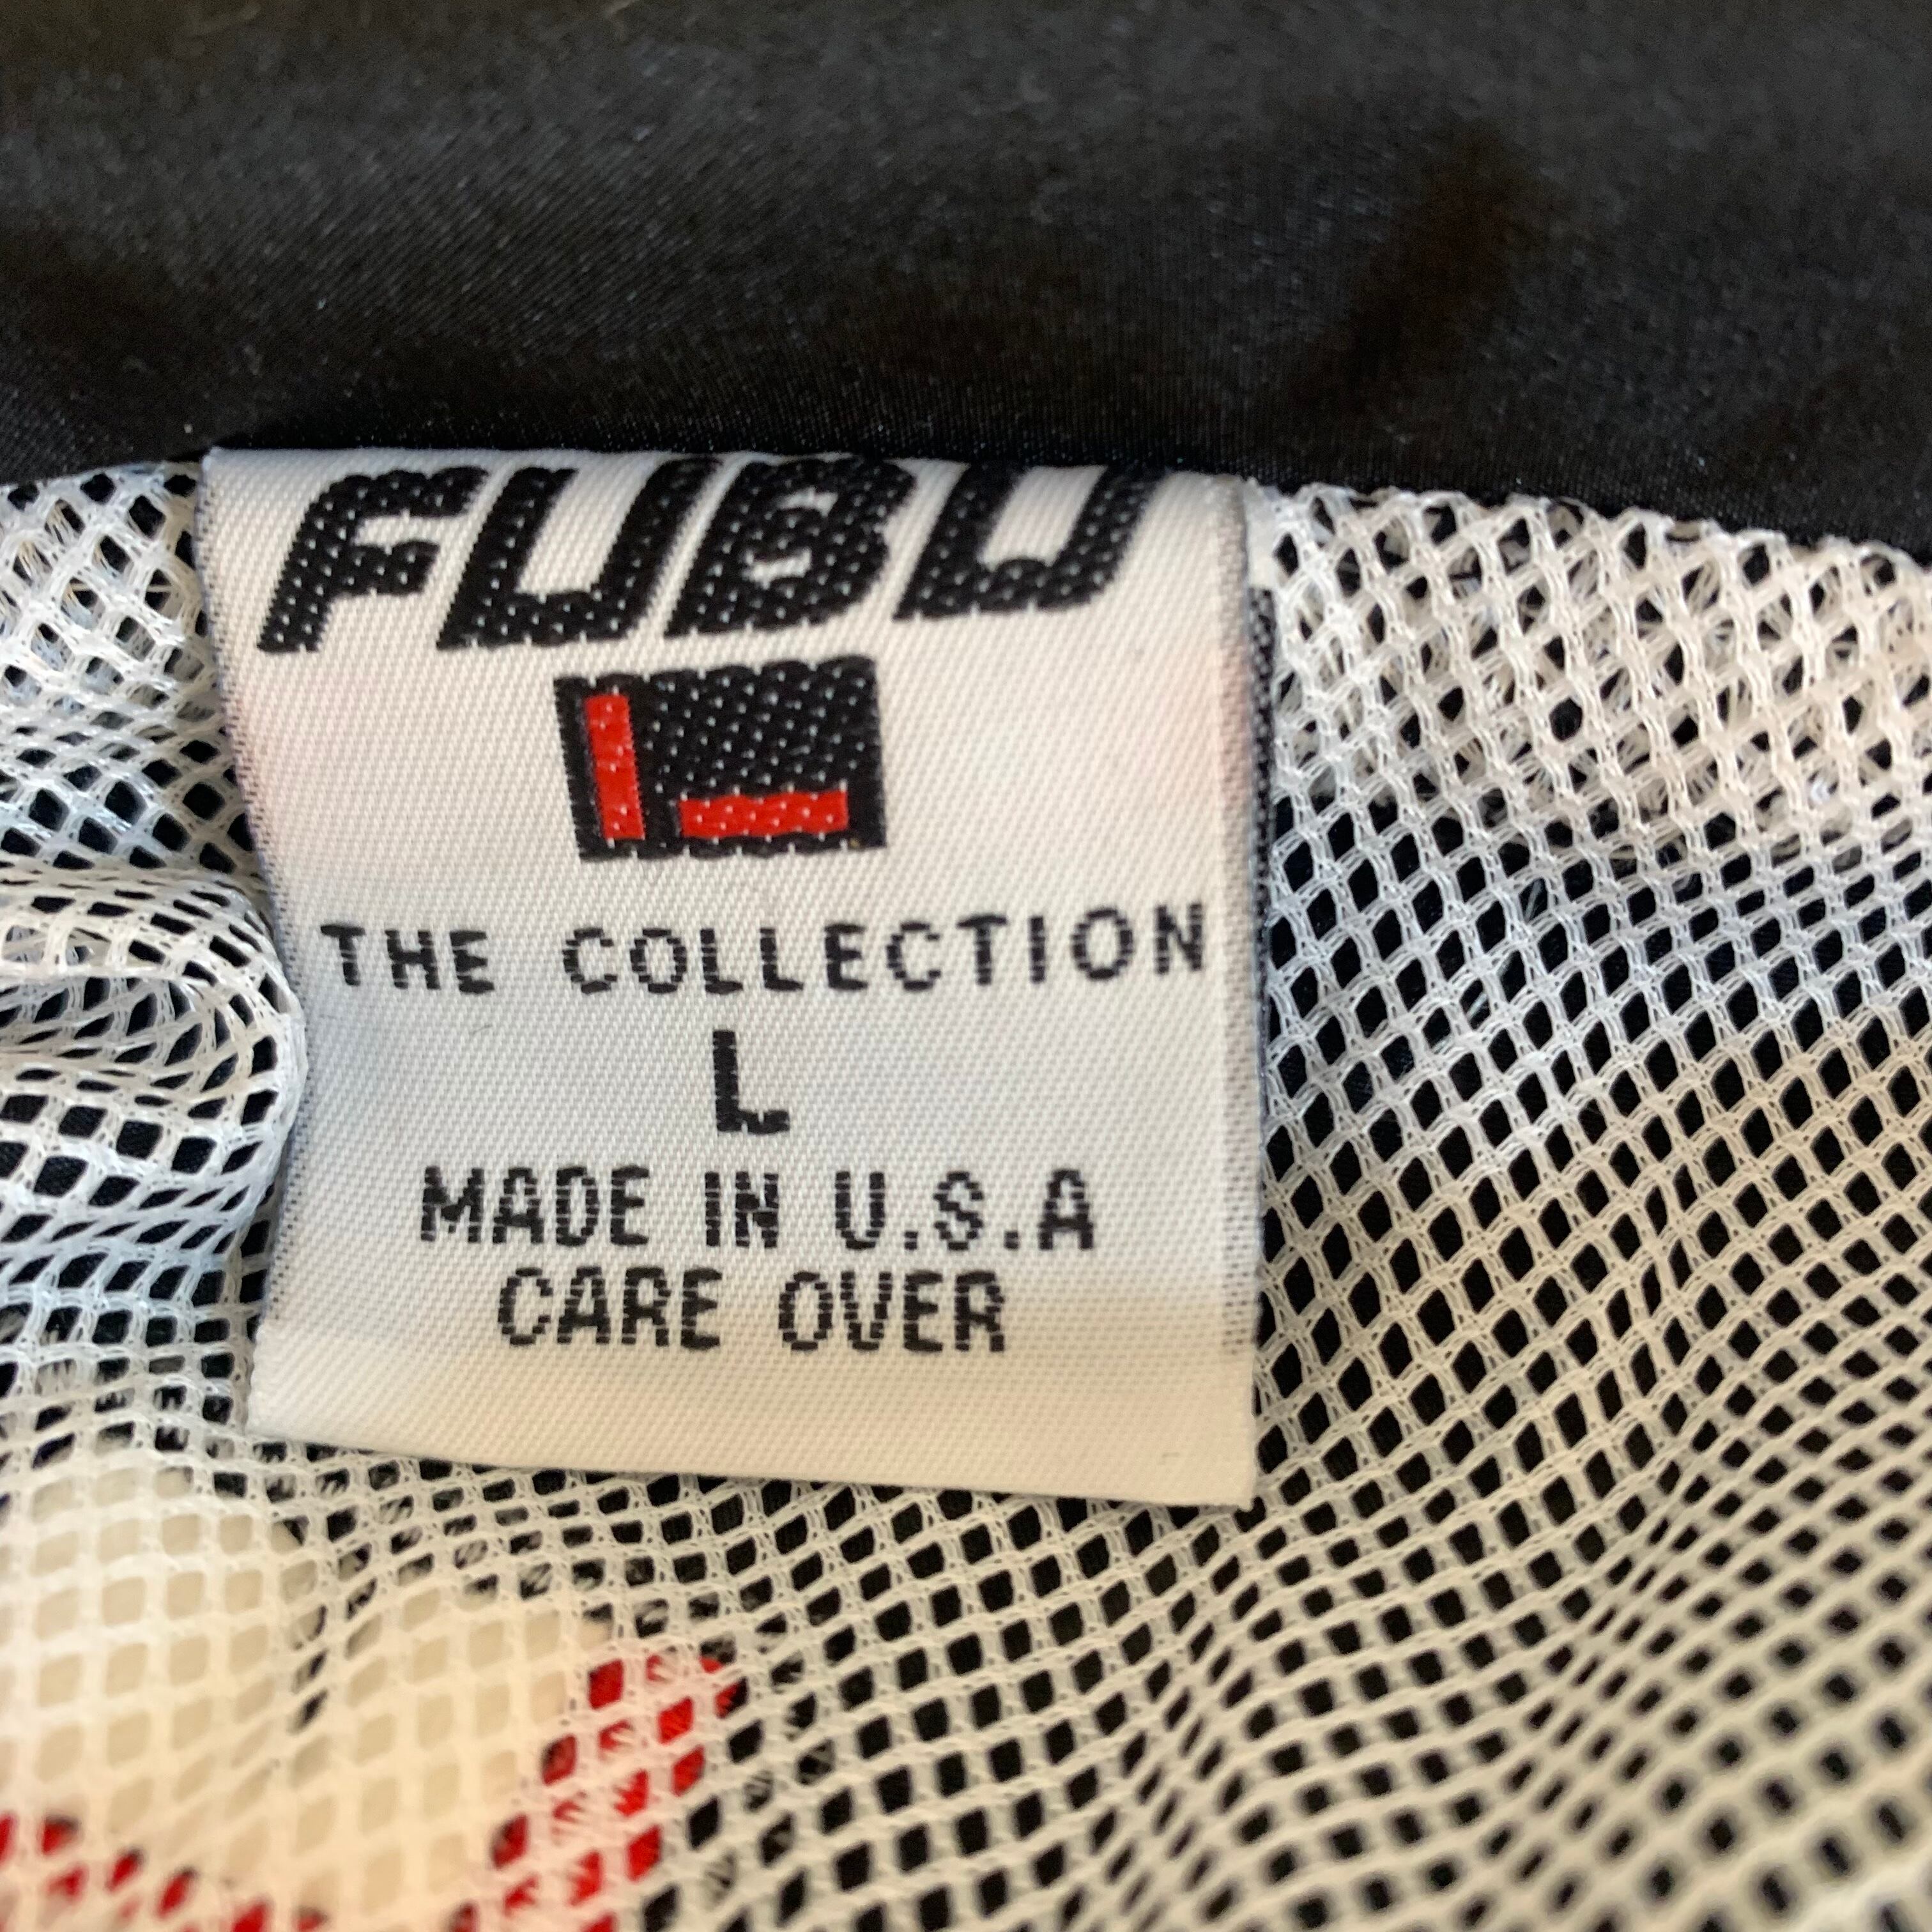 FUBU
THE COLLECTION
L
MADE IN U.S.A
CARE OVER